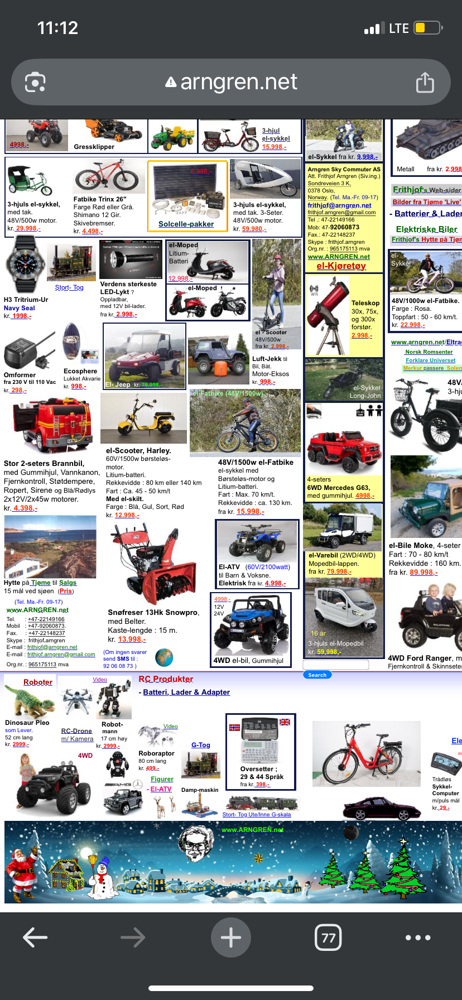 11:12
LTE
arngren.net
4998,-
Gressklipper
3-hjul
el-sykkel
15.998,-
el-Sykkel fra kr. 9.998,-
Metall fra kr. 2.998
3-hjuls el-sykkel,
med tak.
48V/500w motor.
kr. 29.998,-
Fatbike Trinx 26"
Farge Rød eller Grå.
Shimano 12 Gir.
Skivebremser.
kr. 4.498,-
6.998,-
Solcelle-pakker
3-hjuls el-sykkel,
med tak. 3-Seter.
48V/500w motor.
kr. 59.980,-
Arngren Sky Commuter AS
Att. Frithjof Arngren (Siv.ing.)
Sondreveien 3 K,
0378 Oslo,
Norway. (Tel. Ma.-Fr. 09-17)
frithjof@arngren.net
frithjof.arngren@gmail.com
Tel .: 47-22149166
Mob: 47-92060873
Fax.: 47-22148237
Skype : frithjof.arngren
Org.nr.: 965175113 mva
www.ARNGREN.net
el-Kjøretøy
Frithjof's Web-sider
Bilder fra Tjøme 'Live'
- Batterier & Lader
Elektriske Biler
Frithjof's Hytte på Tjøm
H3 Tritrium-Ur
Navy Seal
kr. 1998,-
Stort- Tog
Verdens sterkeste
LED-Lykt ?
Oppladbar,
med 12V bil-lader.
fra kr. 2.998,-
el-Moped
Litium-
Batteri
12.998,-
el-Moped
el - Scooter
48V/500w
fra kr. 2.998,-
Teleskop
30x, 75x,
og 300x
forstør.
2.998,-
el-
Sykkel
48V/1000w el-Fatbike.
Farge : Rosa.
Toppfart : 50 - 60 km/t.
kr. 22.998,-
Omformer
fra 230 V til 110 Vac
kr. 298,-
Ecosphere
Lukket Akvarie
kr. 998,-
El- Jeep kr. 79.998,-
Luft-Jekk til
Bil, Båt.
Motor-Eksos
kr. 998,-
el-Sykkel
Long-John
www.arngren.net/Eltra
Norsk Romsenter
Forklare Universet
Merkur passere Solen
48V/
3-hju
Stor 2-seters Brannbil,
med Gummihjul, Vannkanon,
Fjernkontroll, Støtdempere,
Ropert, Sirene og Blå/Rødlys
2x12V/2x45w motorer.
kr. 4.398,-
el-Scooter, Harley.
60V/1500w børsteløs-
motor.
Litium-batteri.
Rekkevidde : 80 km eller 140 km
Fart : Ca. 45 - 50 km/t
Med el-skilt.
Farge : Blå, Gul, Sort, Rød
kr. 12.998,-
el-Fatbike (48V/1500w)
48V/1500w el-Fatbike
el-sykkel med
Børsteløs-motor og
Litium-batteri.
Fart : Max. 70 km/t.
Rekkevidde : ca. 130 km.
fra kr. 15.998,-
4-seters
6WD Mercedes G63,
med gummihjul. 4998,-
el-Varebil (2WD/4WD)
Mopedbil-lappen.
fra kr. 79.998,-
el-Bile Moke, 4-seter
Fart : 70 - 80 km/t
Rekkevidde : 160 km.
fra kr. 89.998,-
Hytte på Tjøme til Salgs
15 mål ved sjøen (Pris)
(Tel. Ma.-Fr. 09-17)
www.ARNGREN.net
Tel. : +47-22149166
Mobil : +47-92060873.
Fax. : +47-22148237
Skype : frithjof.arngren
E-mail : frithjof@arngren.net
E-mail : frithjof.arngren@gmail.com
Org.nr.: 965175113 mva
Snøfreser 13Hk Snowpro,
med Belter.
Kaste-lengde : 15 m.
kr. 13.998,-
(Om ingen svarer
send SMS til :
92 06 08 73 )
El-ATV (60V/2100watt)
til Barn & Voksne.
Elektrisk fra kr. 4.998,-
4998,-
12V
24V
4WD el-bil, Gummihjul
16 år
3-hjuls el-Mopedbil
kr. 59,998,-
Search
4WD Ford Ranger, m
Fjernkontroll & Skinnsete
Roboter
Dinosaur Pleo
som Lever.
52 cm lang
kr. 2999,-
Video
RC-Drone
m/ Kamera
Robot-
mann
17 cm høy
kr. 2999,-
RC Produkter
- Batteri, Lader & Adapter
Video
Roboraptor
80 cm lang
kr. 499,-
G-Tog
Oversetter ;
29 & 44 Språk
fra kr. 398,-
Ele
Trådløs
Sykkel-
Computer
m/puls mål
kr. 29,-
4WD
AMG
Figurer
- El-ATV
Damp-maskin
Stort- Tog Ute/Inne G-skala
www.ARNGREN.net
77